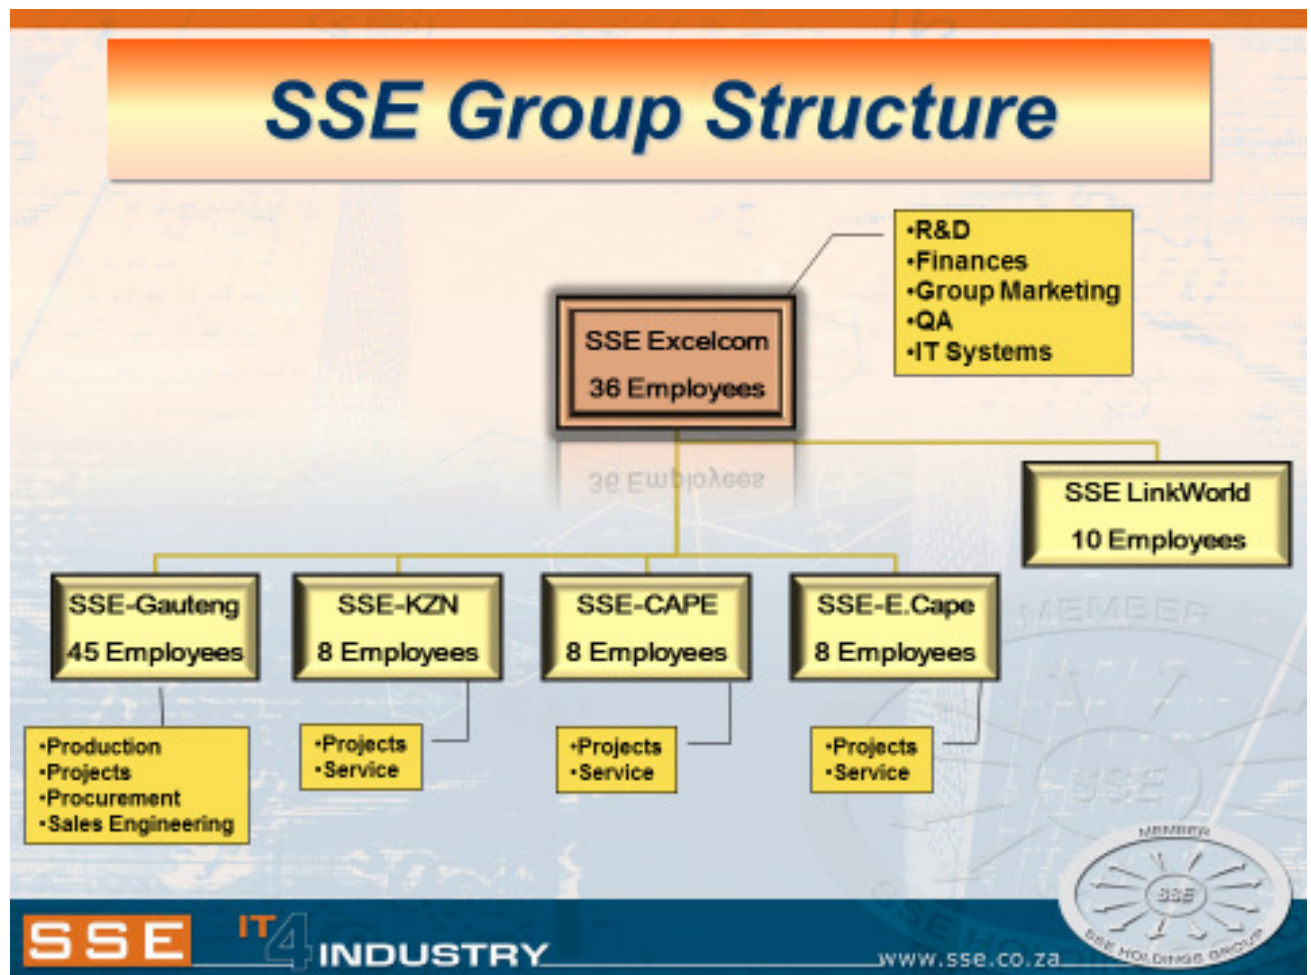 SSE Group Structure
•R&D
•Finances
•Group Marketing
•QA
•IT Systems
SSE Excelcom
36 Employees
36 Employees
SSE LinkWorld
10 Employees
SSE-Gauteng
45 Employees
SSE-KZN
8 Employees
SSE-CAPE
8 Employees
SSE-E.Cape
8 Employees
•Production
•Projects
•Procurement
•Sales Engineering
•Projects
•Service
•Projects
•Service
•Projects
•Service
MEMBER
SSE
MEMBER
SSE
SSE HOLDINGS GROUP
SSE
IT4INDUSTRY
www.sse.co.za